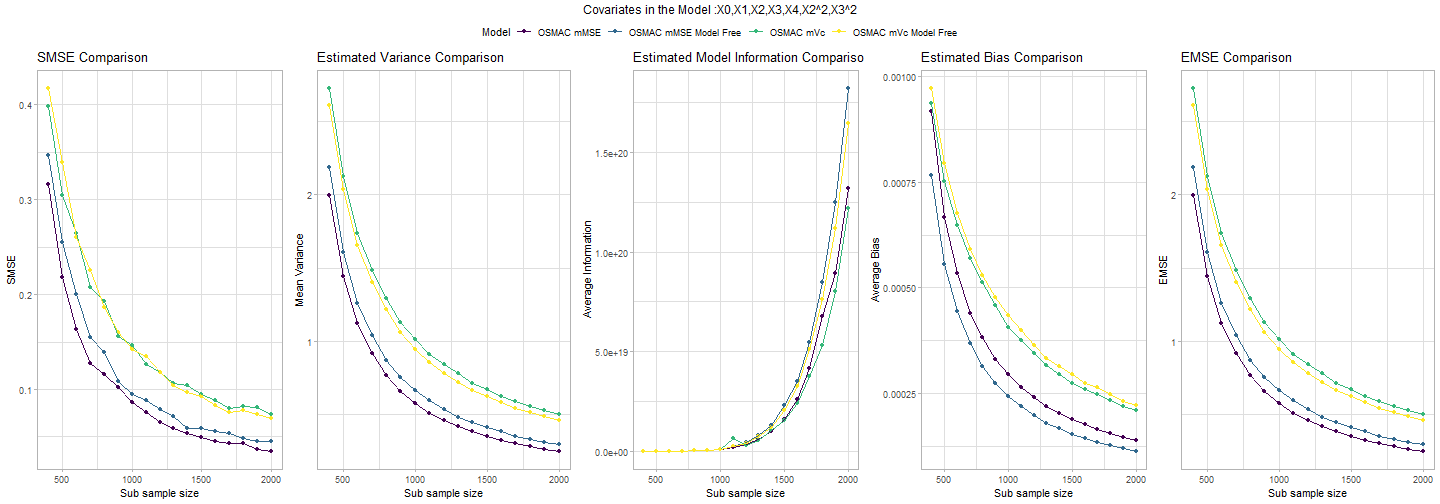 Covariates in the Model :X0,X1,X2,X3,X4,X2^2,X3^2
Model OSMAC mMSE OSMAC mMSE Model Free OSMAC mVc OSMAC mVc Model Free
SMSE Comparison
SMSE
0.4
0.3
0.2
0.1
500 1000 1500 2000
Sub sample size
Estimated Variance Comparison
Mean Variance
2
1
500 1000 1500 2000
Sub sample size
Estimated Model Information Compariso
Average Information
1.5e+20
1.0e+20
5.0e+19
0.0e+00
500 1000 1500 2000
Sub sample size
Estimated Bias Comparison
Average Bias
0.00100
0.00075
0.00050
0.00025
500 1000 1500 2000
Sub sample size
EMSE Comparison
EMSE
2
1
500 1000 1500 2000
Sub sample size